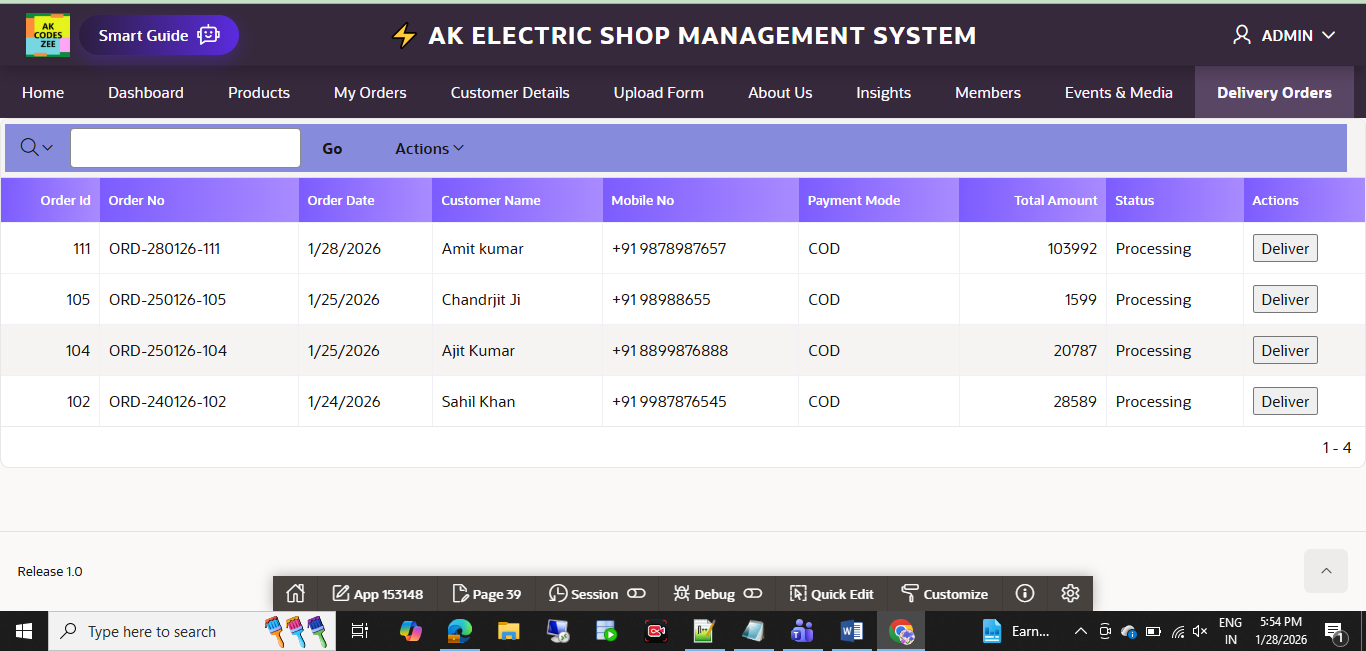 AK
CODES
ZEE
Smart Guide
⚡ AK ELECTRIC SHOP MANAGEMENT SYSTEM
ADMIN
Home Dashboard Products My Orders Customer Details Upload Form About Us Insights Members Events & Media Delivery Orders
Go Actions
Order Id Order No Order Date Customer Name Mobile No Payment Mode Total Amount Status Actions
111 ORD-280126-111 1/28/2026 Amit kumar +91 9878987657 COD 103992 Processing Deliver
105 ORD-250126-105 1/25/2026 Chandrjit Ji +91 98988655 COD 1599 Processing Deliver
104 ORD-250126-104 1/25/2026 Ajit Kumar +91 8899876888 COD 20787 Processing Deliver
102 ORD-240126-102 1/24/2026 Sahil Khan +91 9987876545 COD 28589 Processing Deliver
1 - 4
Release 1.0
App 153148 Page 39 Session Debug Quick Edit Customize
Type here to search
Earn...
ENG
IN
5:54 PM
1/28/2026
1